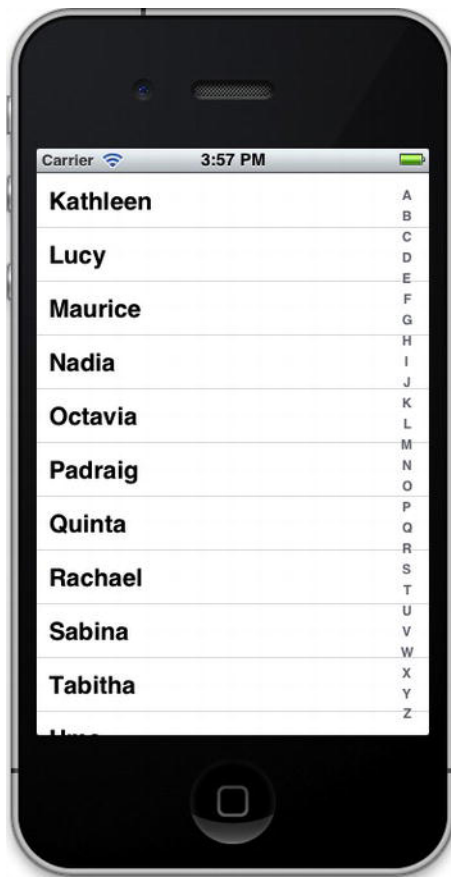 Carrier 3:57 PM
Kathleen
Lucy
Maurice
Nadia
Octavia
Padraig
Quinta
Rachael
Sabina
Tabitha
A
B
C
D
E
F
G
H
I
J
K
L
M
N
O
P
Q
R
S
T
U
V
W
X
Y
Z